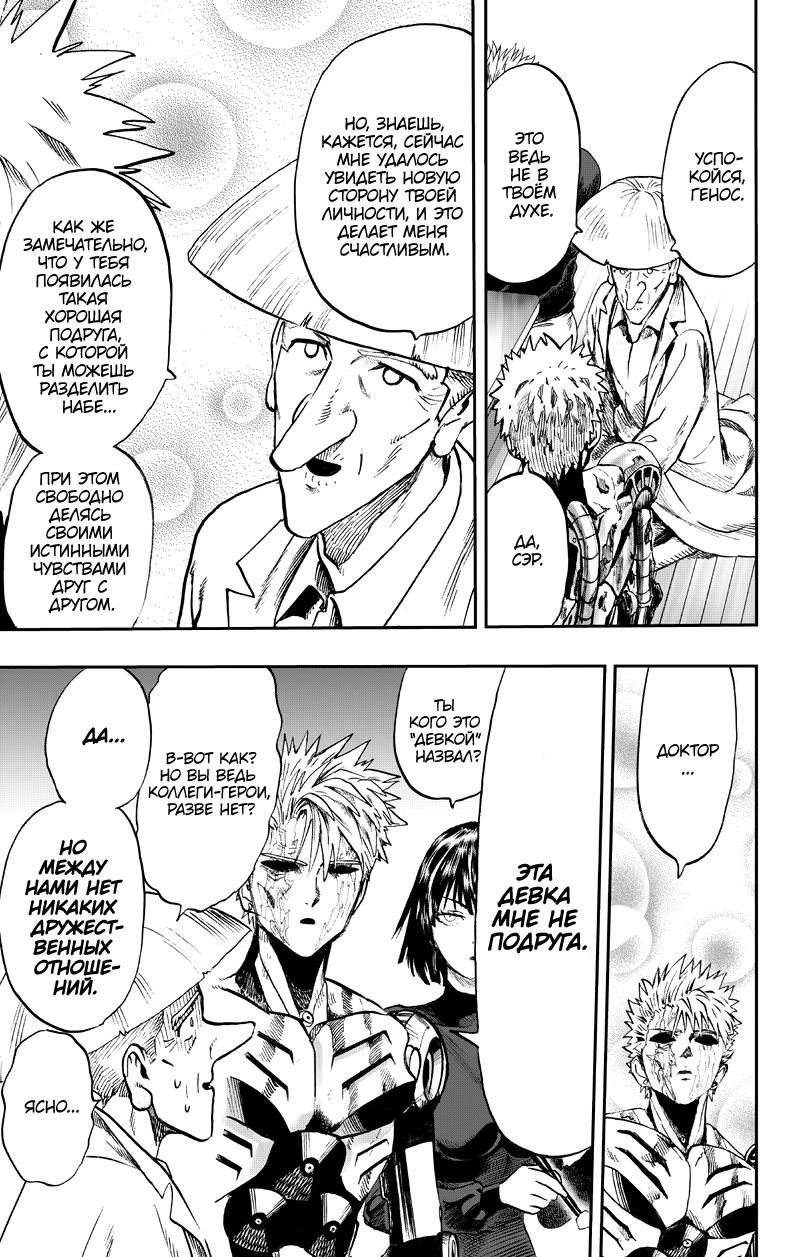 УСПО-
КОЙСЯ,
ГЕНОС.
ЭТО
ВЕДЬ
НЕ В
ТВОЁМ
ДУХЕ.
ДА,
СЭР.
НО, ЗНАЕШЬ,
КАЖЕТСЯ, СЕЙЧАС
МНЕ УДАЛОСЬ
УВИДЕТЬ НОВУЮ
СТОРОНУ ТВОЕЙ
ЛИЧНОСТИ, И ЭТО
ДЕЛАЕТ МЕНЯ
СЧАСТЛИВЫМ.
КАК ЖЕ
ЗАМЕЧАТЕЛЬНО,
ЧТО У ТЕБЯ
ПОЯВИЛАСЬ
ТАКАЯ
ХОРОШАЯ
ПОДРУГА,
С КОТОРОЙ
ТЫ МОЖЕШЬ
РАЗДЕЛИТЬ
НАБЕ...
ПРИ ЭТОМ
СВОБОДНО
ДЕЛЯСЬ
СВОИМИ
ИСТИННЫМИ
ЧУВСТВАМИ
ДРУГ С
ДРУГОМ.
ДОКТОР
...
ЭТА
ДЕВКА
МНЕ НЕ
ПОДРУГА.
ТЫ
КОГО ЭТО
"ДЕВКОЙ"
НАЗВАЛ?
В-ВОТ КАК?
НО ВЫ ВЕДЬ
КОЛЛЕГИ-ГЕРОИ,
РАЗВЕ НЕТ?
ДА...
НО
МЕЖДУ
НАМИ НЕТ
НИКАКИХ
ДРУЖЕСТ-
ВЕННЫХ
ОТНОШЕ-
НИЙ.
ЯСНО...